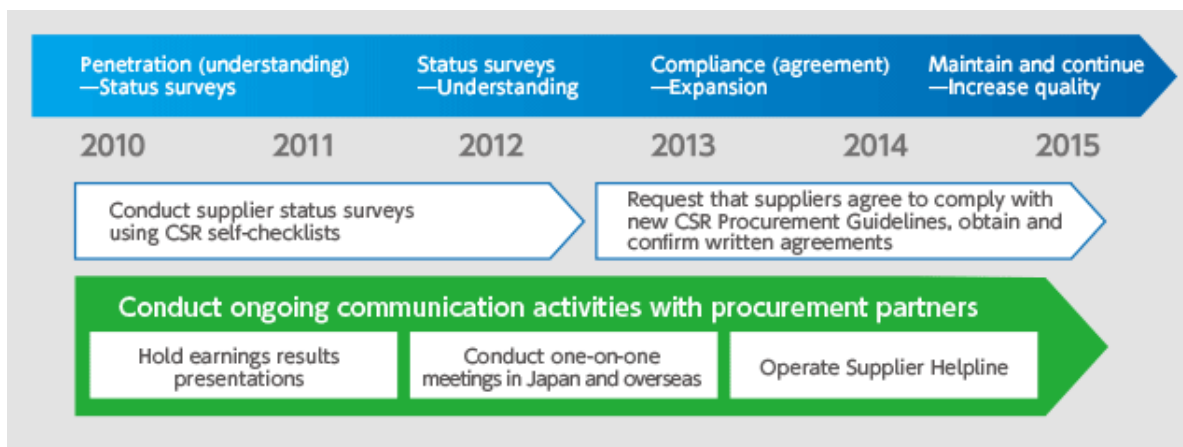 Penetration (understanding)
—Status surveys
Status surveys
—Understanding
Compliance (agreement)
—Expansion
Maintain and continue
—Increase quality
2010 2011 2012 2013 2014 2015
Conduct supplier status surveys
using CSR self-checklists
Request that suppliers agree to comply with
new CSR Procurement Guidelines, obtain and
confirm written agreements
Conduct ongoing communication activities with procurement partners
Hold earnings results
presentations
Conduct one-on-one
meetings in Japan and overseas
Operate Supplier Helpline